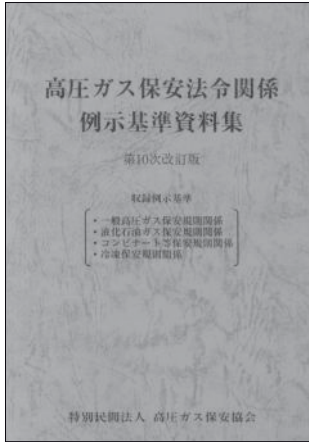 高圧ガス保安法令関係
例示基準資料集
第10次改訂版
収録例示基準
・一般高圧ガス保安規則関係
・液化石油ガス保安規則関係
・コンビナート等保安規則関係
・冷凍保安規則関係
特別民間法人 高圧ガス保安協会